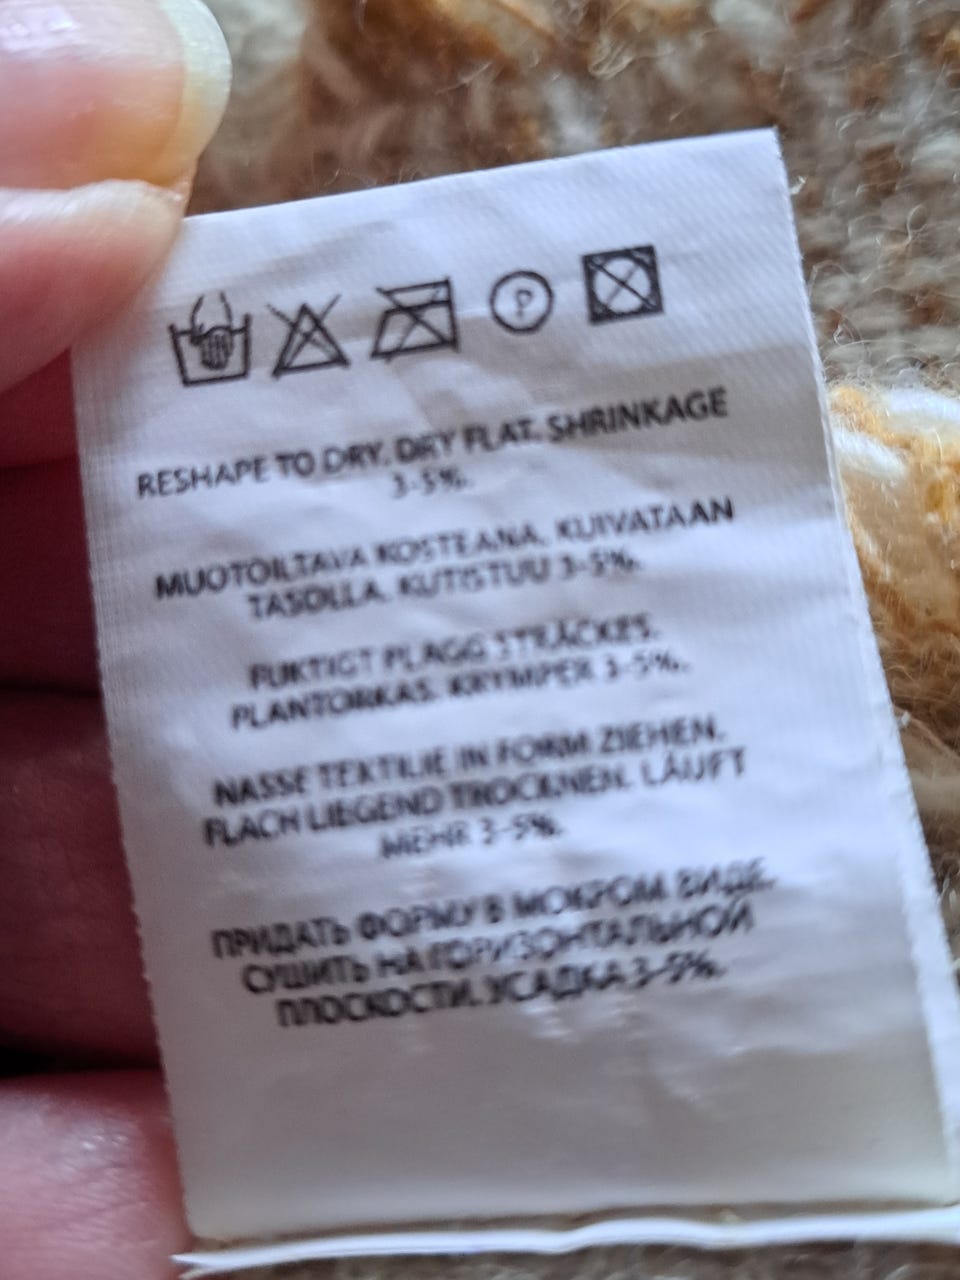 P
RESHAPE TO DRY. DRY FLAT. SHRINKAGE
3-5%.
MUOTOILTAVA KOSTEANA. KUIVATAAN
TASOLLA. KUTISTUU 3-5%.
FUKTIGT PLAGG STRÄCKES.
PLANTORKAS. KRYMPER 3-5%.
NASSE TEXTILIE IN FORM ZIEHEN.
FLACH LIEGEND TROCKNEN. LÄUFT
MEHR 3-5%.
ПРИДАТЬ ФОРМУ В МОКРОМ ВИДЕ.
СУШИТЬ НА ГОРИЗОНТАЛЬНОЙ
ПЛОСКОСТИ. УСАДКА 3-5%.